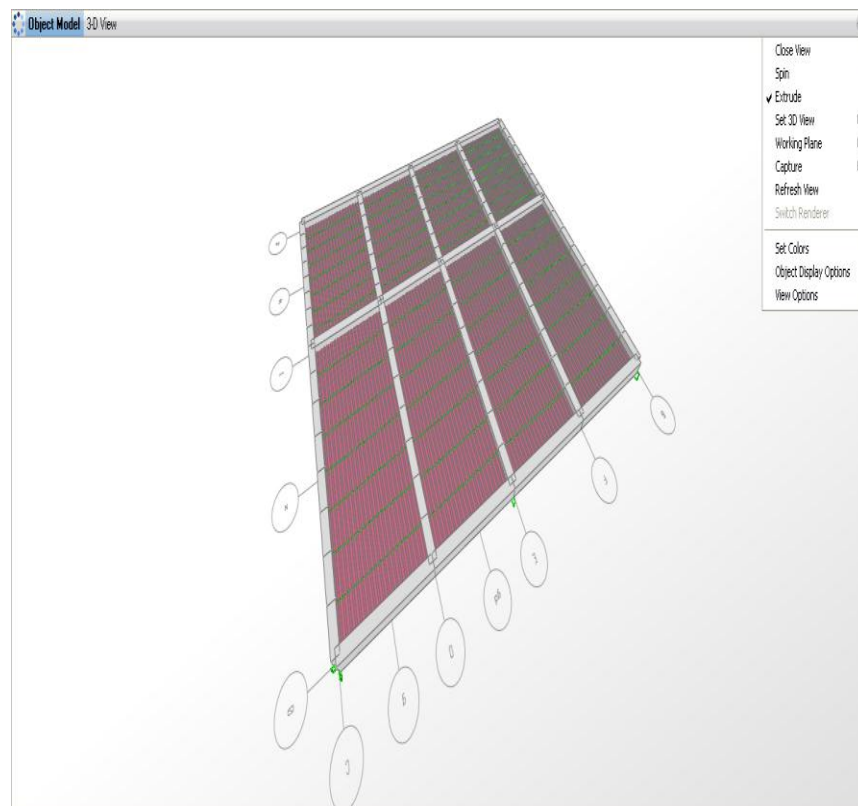 Object Model 3-D View
Close View
Spin
Extrude
Set 3D View
Working Plane
Capture
Refresh View
Switch Renderer
Set Colors
Object Display Options
View Options